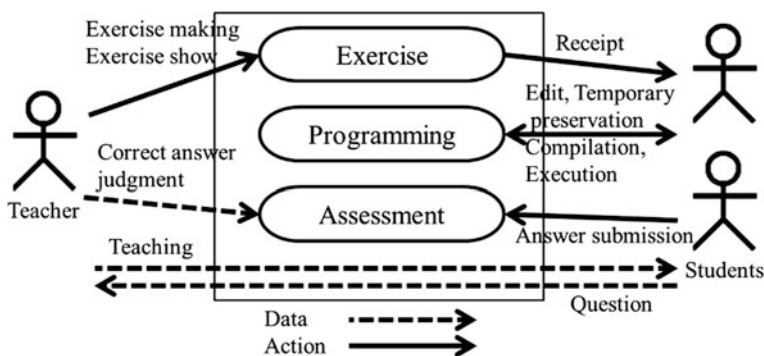 Exercise making
Exercise show
Exercise
Receipt
Programming
Edit, Temporary
preservation
Compilation,
Execution
Correct answer
judgment
Teacher
Assessment
Answer submission
Teaching
Students
Question
Data
Action